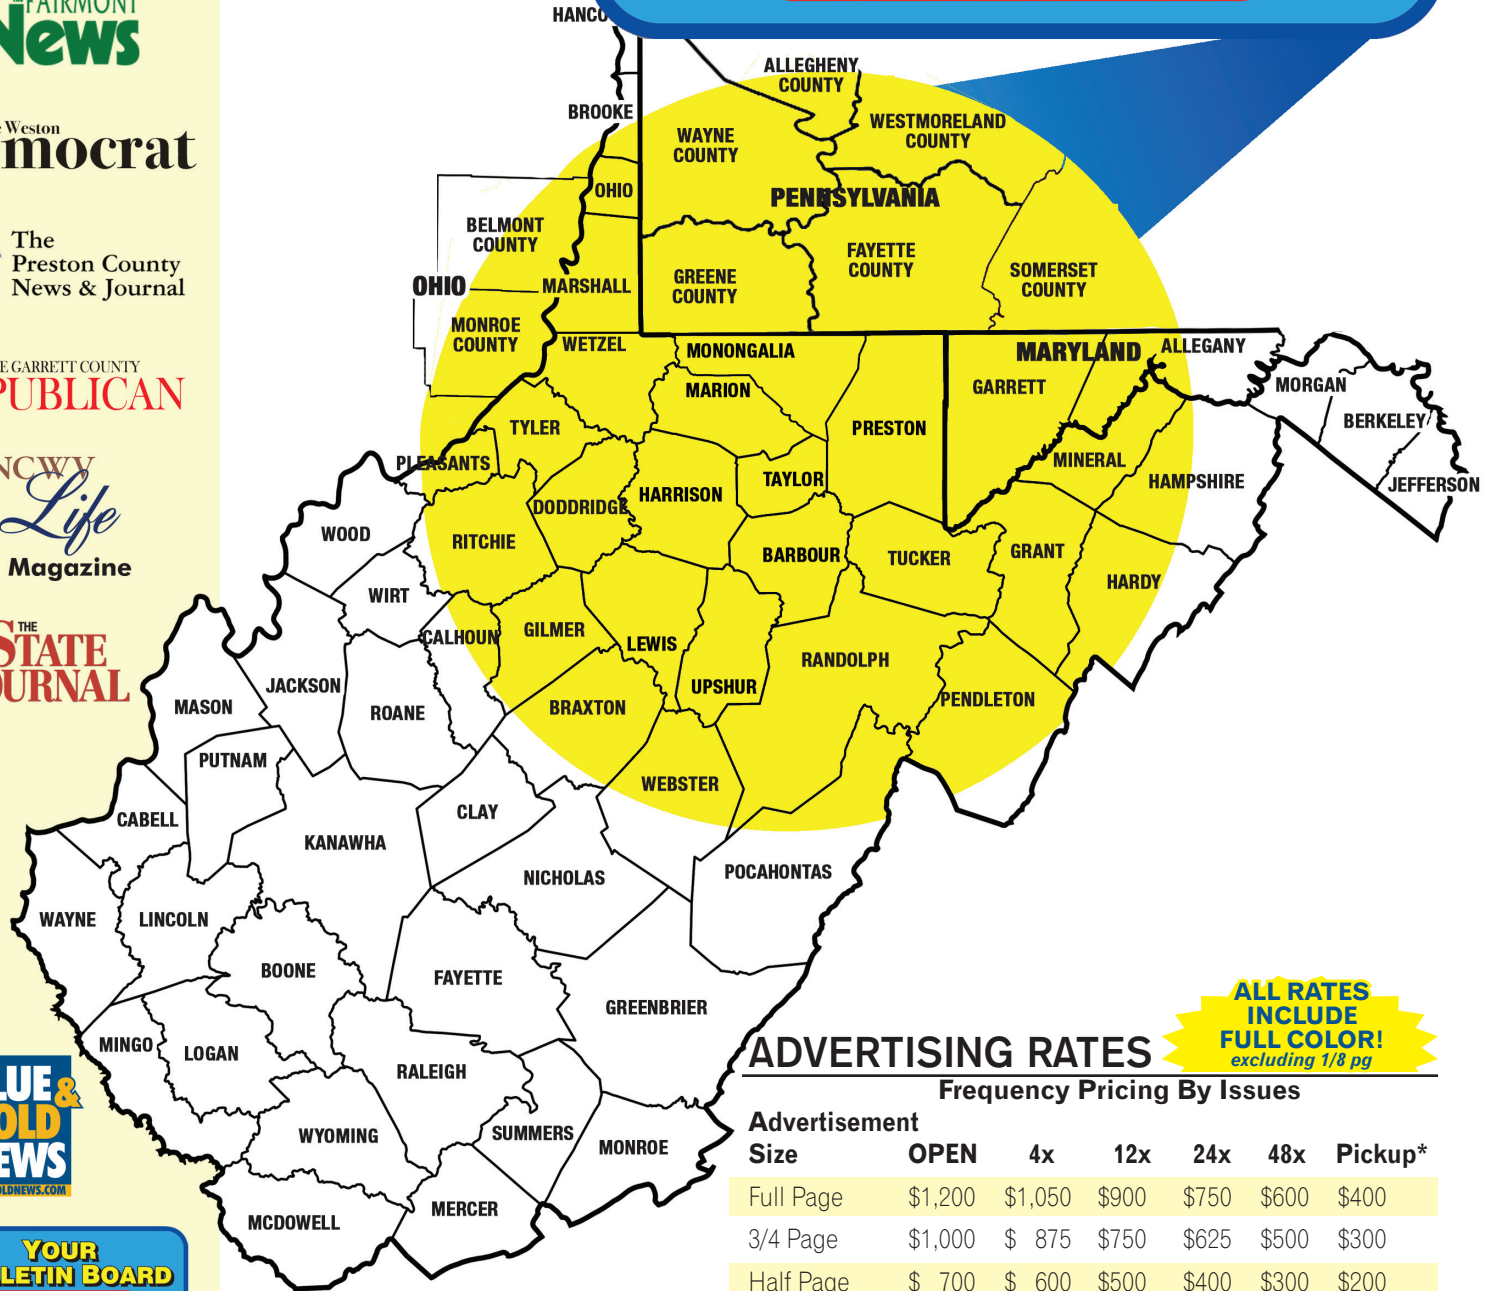 FAIRMONT
News
Weston
mocrat
The
Preston County
News & Journal
E GARRETT COUNTY
PUBLICAN
NCWV
Life
Magazine
THE
STATE
OURNAL
LUE &
OLD
EWS
OLDNEWS.COM
YOUR
LETIN BOARD
HANCO
BROOKE
OHIO
MARSHALL
WETZEL
ALLEGHENY
COUNTY
WESTMORELAND
COUNTY
WAYNE
COUNTY
PENNSYLVANIA
FAYETTE
COUNTY
GREENE
COUNTY
SOMERSET
COUNTY
BELMONT
COUNTY
OHIO
MONROE
COUNTY
MONONGALIA
MARION
MARYLAND
ALLEGANY
GARRETT
MORGAN
BERKELEY
JEFFERSON
TYLER
PRESTON
PLEASANTS
MINERAL
HAMPSHIRE
TAYLOR
HARRISON
DODDRIDGE
WOOD
RITCHIE
BARBOUR
TUCKER
GRANT
HARDY
WIRT
CALHOUN
GILMER
LEWIS
RANDOLPH
UPSHUR
PENDLETON
JACKSON
MASON
ROANE
BRAXTON
PUTNAM
WEBSTER
CABELL
CLAY
KANAWHA
NICHOLAS
POCAHONTAS
WAYNE
LINCOLN
BOONE
FAYETTE
GREENBRIER
MINGO
LOGAN
RALEIGH
WYOMING
SUMMERS
MONROE
MCDOWELL
MERCER
ALL RATES
INCLUDE
FULL COLOR!
excluding 1/8 pg
ADVERTISING RATES
Frequency Pricing By Issues
Advertisement
Size OPEN 4x 12x 24x 48x Pickup*
Full Page $1,200 $1,050 $900 $750 $600 $400
3/4 Page $1,000 $ 875 $750 $625 $500 $300
Half Page $ 700 $ 600 $500 $400 $300 $200